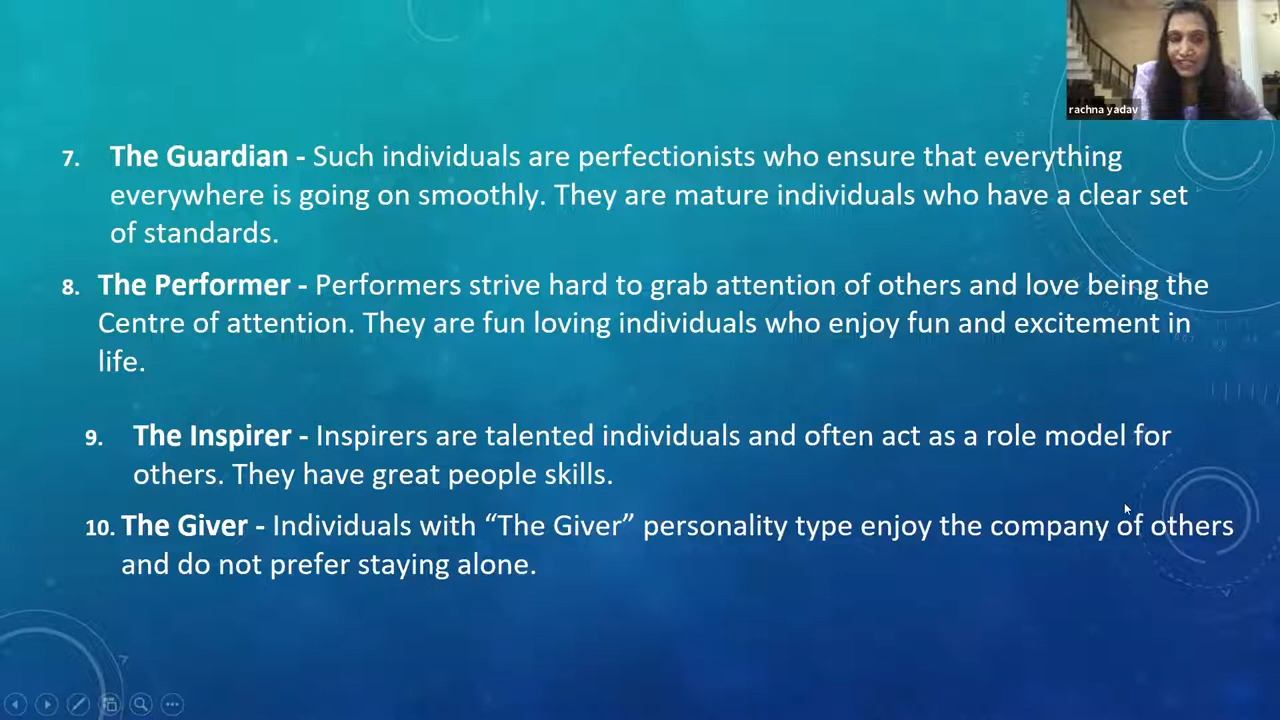 rachna yadav
7. The Guardian - Such individuals are perfectionists who ensure that everything
everywhere is going on smoothly. They are mature individuals who have a clear set
of standards.
8. The Performer - Performers strive hard to grab attention of others and love being the
Centre of attention. They are fun loving individuals who enjoy fun and excitement in
life.
9. The Inspirer - Inspirers are talented individuals and often act as a role model for
others. They have great people skills.
10. The Giver - Individuals with “The Giver” personality type enjoy the company of others
and do not prefer staying alone.